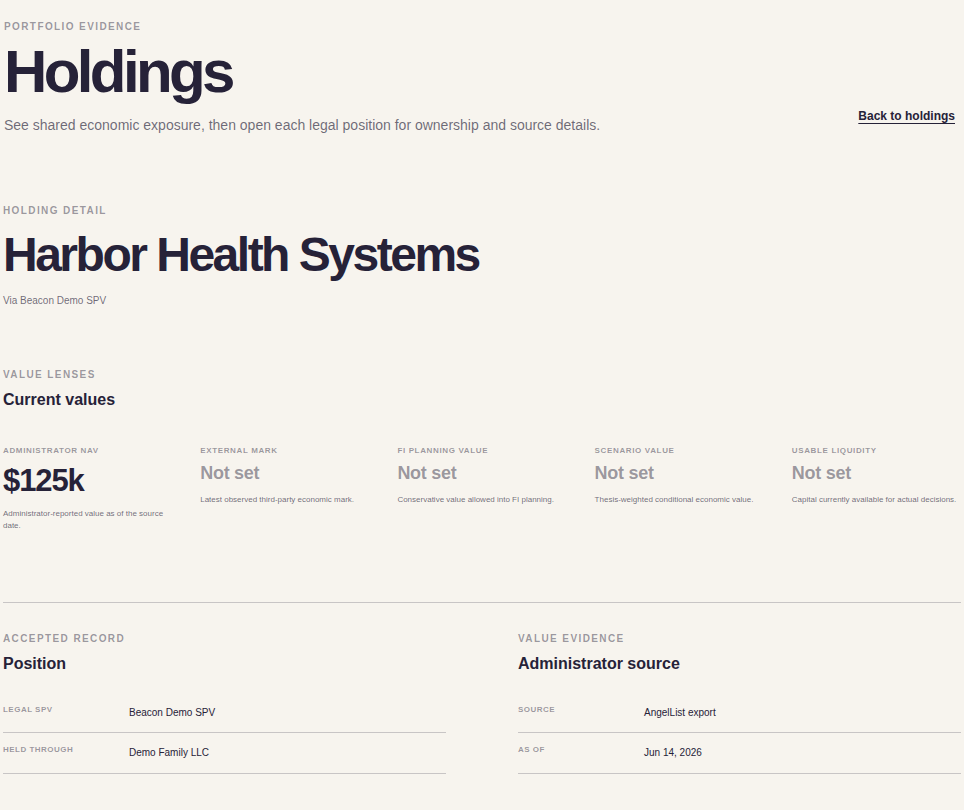 PORTFOLIO EVIDENCE
Holdings
See shared economic exposure, then open each legal position for ownership and source details.
Back to holdings
HOLDING DETAIL
Harbor Health Systems
Via Beacon Demo SPV
VALUE LENSES
Current values
ADMINISTRATOR NAV
$125k
Administrator-reported value as of the source
date.
EXTERNAL MARK
Not set
Latest observed third-party economic mark.
FI PLANNING VALUE
Not set
Conservative value allowed into FI planning.
SCENARIO VALUE
Not set
Thesis-weighted conditional economic value.
USABLE LIQUIDITY
Not set
Capital currently available for actual decisions.
ACCEPTED RECORD
Position
LEGAL SPV Beacon Demo SPV
HELD THROUGH Demo Family LLC
VALUE EVIDENCE
Administrator source
SOURCE AngelList export
AS OF Jun 14, 2026